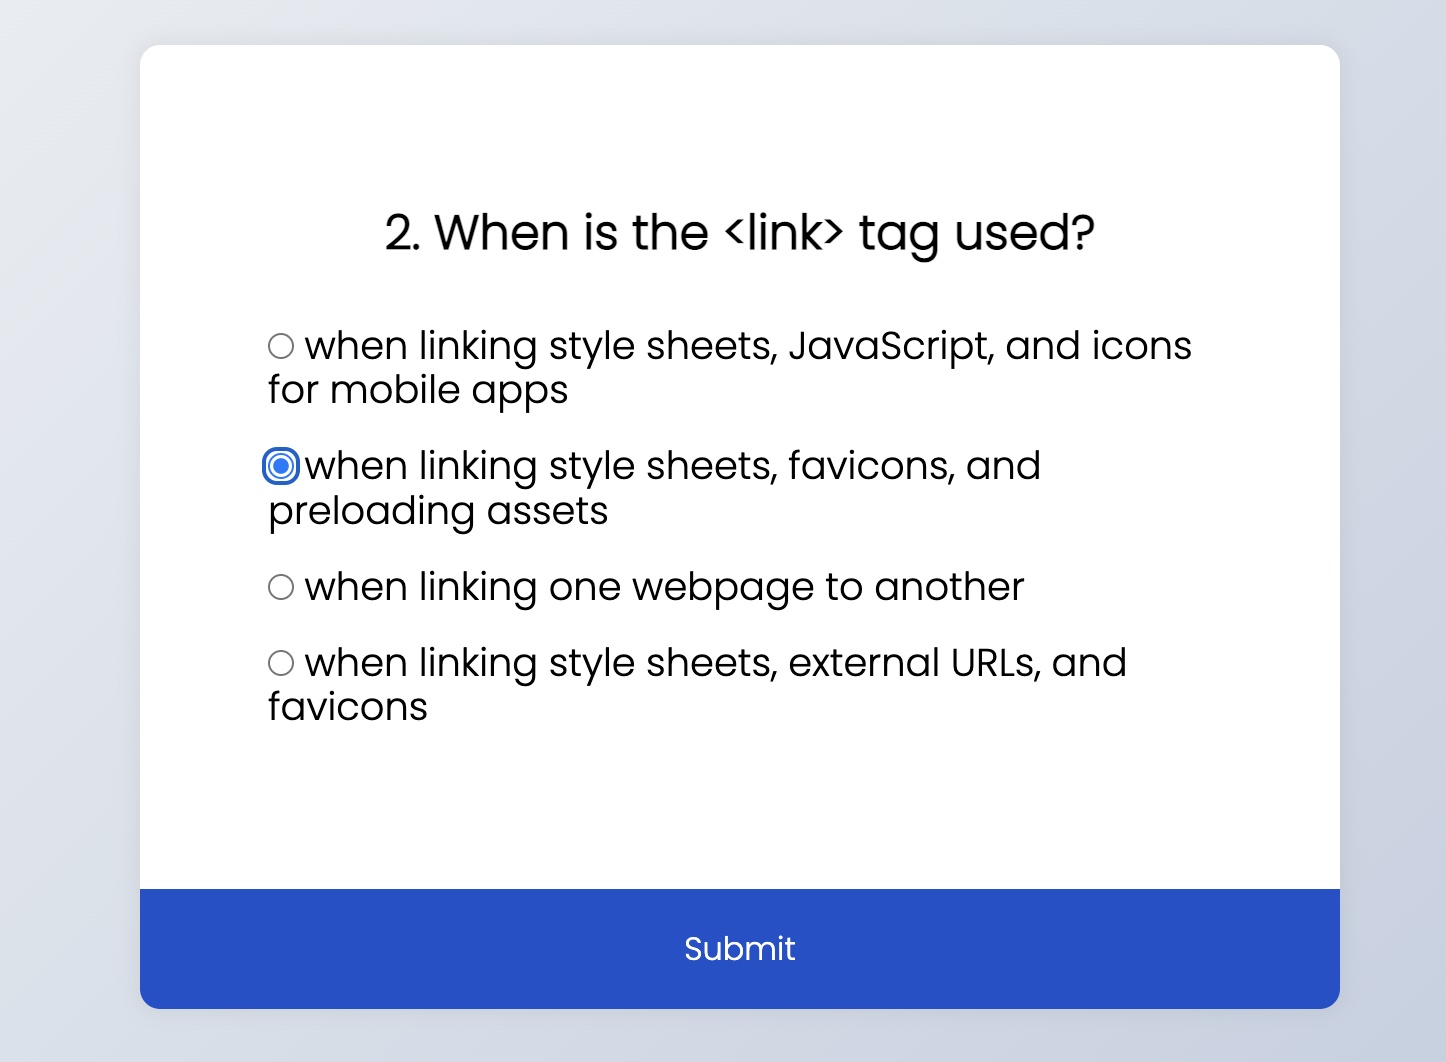 2. When is the <link> tag used?
when linking style sheets, JavaScript, and icons
for mobile apps
when linking style sheets, favicons, and
preloading assets
when linking one webpage to another
when linking style sheets, external URLs, and
favicons
Submit